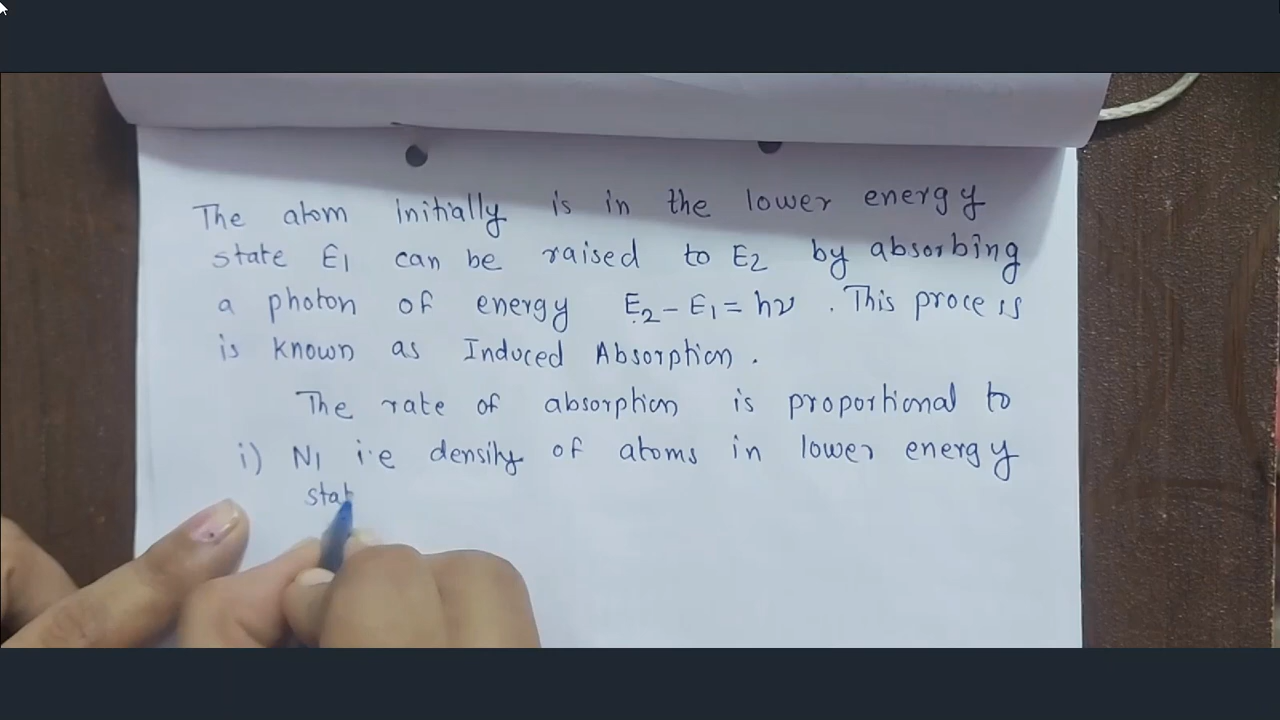 The atom initially is in the lower energy
state E1 can be raised to E2 by absorbing
a photon of energy E2 - E1 = hν . This process
is known as Induced Absorption .
The rate of absorption is proportional to
i) N1 i.e density of atoms in lower energy
stat